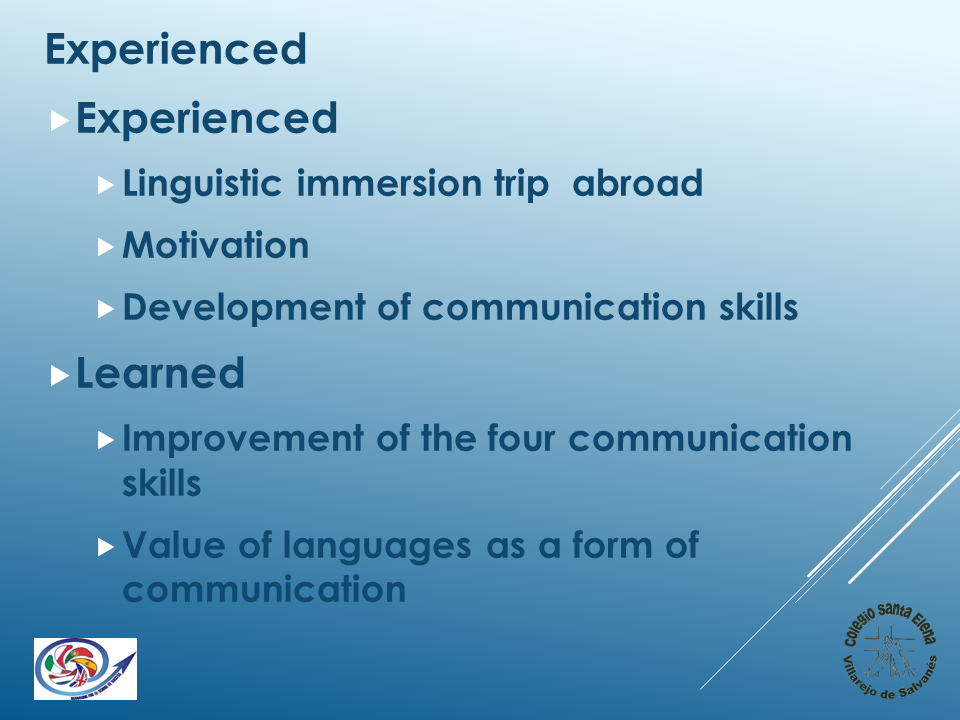 Experienced
Experienced
Linguistic immersion trip abroad
Motivation
Development of communication skills
Learned
Improvement of the four communication
skills
Value of languages as a form of
communication
Colegio Santa Elena
Villarejo de Salvanés